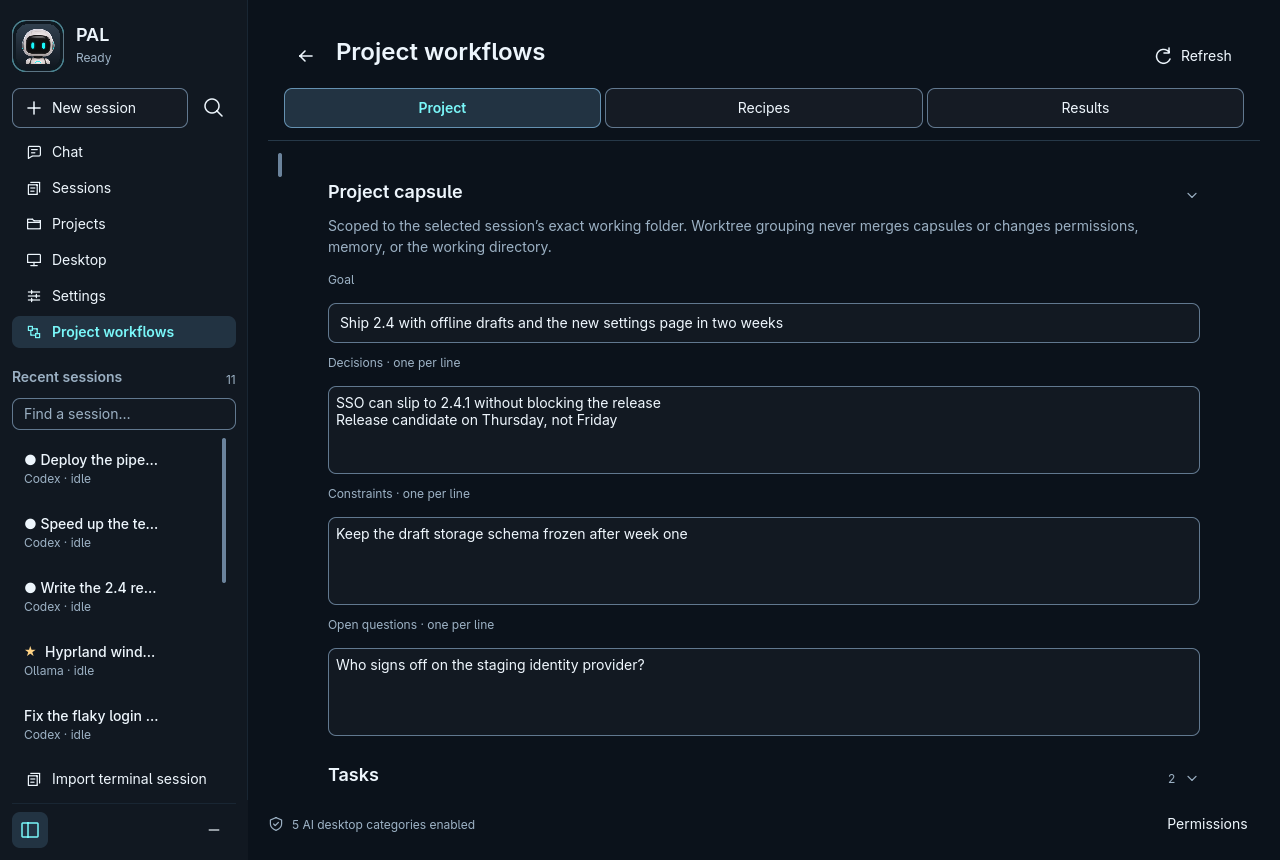 PAL
Ready
New session
Chat
Sessions
Projects
Desktop
Settings
Project workflows
Recent sessions
11
Find a session...
Deploy the pipe...
Codex · idle
Speed up the te...
Codex · idle
Write the 2.4 re...
Codex · idle
Hyprland wind...
Ollama · idle
Fix the flaky login ...
Codex · idle
Import terminal session
Project workflows
Refresh
Project
Recipes
Results
Project capsule
Scoped to the selected session’s exact working folder. Worktree grouping never merges capsules or changes permissions,
memory, or the working directory.
Goal
Ship 2.4 with offline drafts and the new settings page in two weeks
Decisions · one per line
SSO can slip to 2.4.1 without blocking the release
Release candidate on Thursday, not Friday
Constraints · one per line
Keep the draft storage schema frozen after week one
Open questions · one per line
Who signs off on the staging identity provider?
Tasks
2
5 AI desktop categories enabled
Permissions